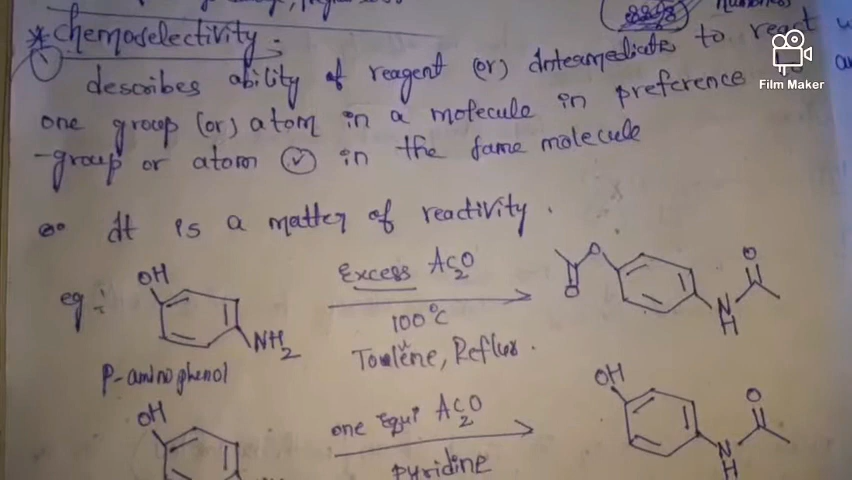 * Chemoselectivity :
describes ability of reagent (or) Intermediate to react
one group (or) atom in a molecule in preference
-group or atom in the same molecule
It is a matter of reactivity.
eg :
OH
NH2
P-aminophenol
Excess Ac2O
100°C
Toulene, Reflux.
O
O
O
N
H
OH
one equi Ac2O
Pyridine
OH
O
N
H
Film Maker